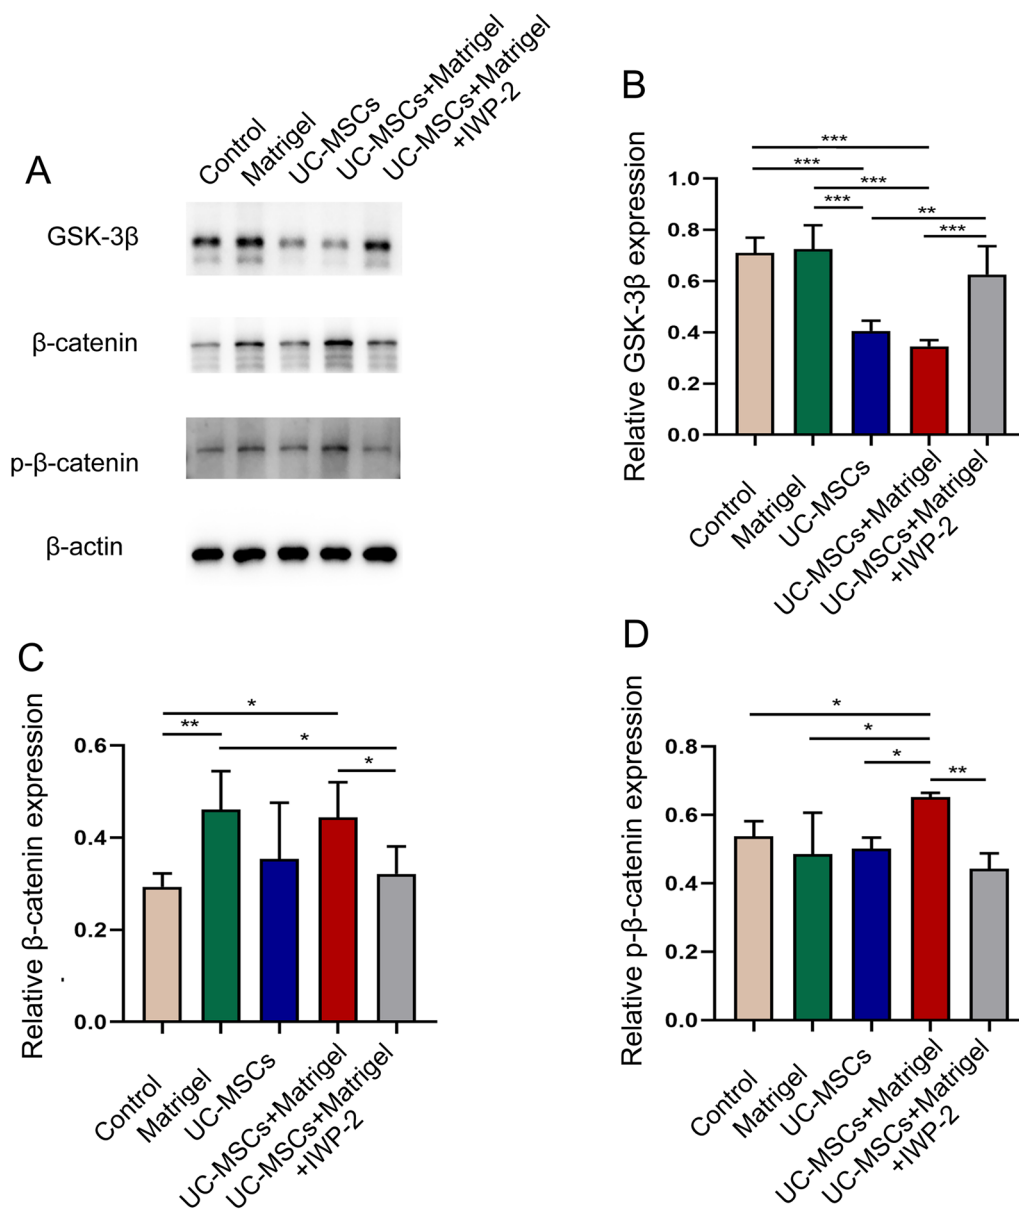 A
Control
Matrigel
UC-MSCs
UC-MSCs+Matrigel
UC-MSCs+Matrigel
+IWP-2
GSK-3β
β-catenin
p-β-catenin
β-actin
B
Relative GSK-3β expression
***
***
***
***
**
***
1.0
0.8
0.6
0.4
0.2
0.0
Control
Matrigel
UC-MSCs
UC-MSCs+Matrigel
UC-MSCs+Matrigel
+IWP-2
C
Relative β-catenin expression
*
**
*
*
0.6
0.4
0.2
0.0
Control
Matrigel
UC-MSCs
UC-MSCs+Matrigel
UC-MSCs+Matrigel
+IWP-2
D
Relative p-β-catenin expression
*
*
*
**
0.8
0.6
0.4
0.2
0.0
Control
Matrigel
UC-MSCs
UC-MSCs+Matrigel
UC-MSCs+Matrigel
+IWP-2